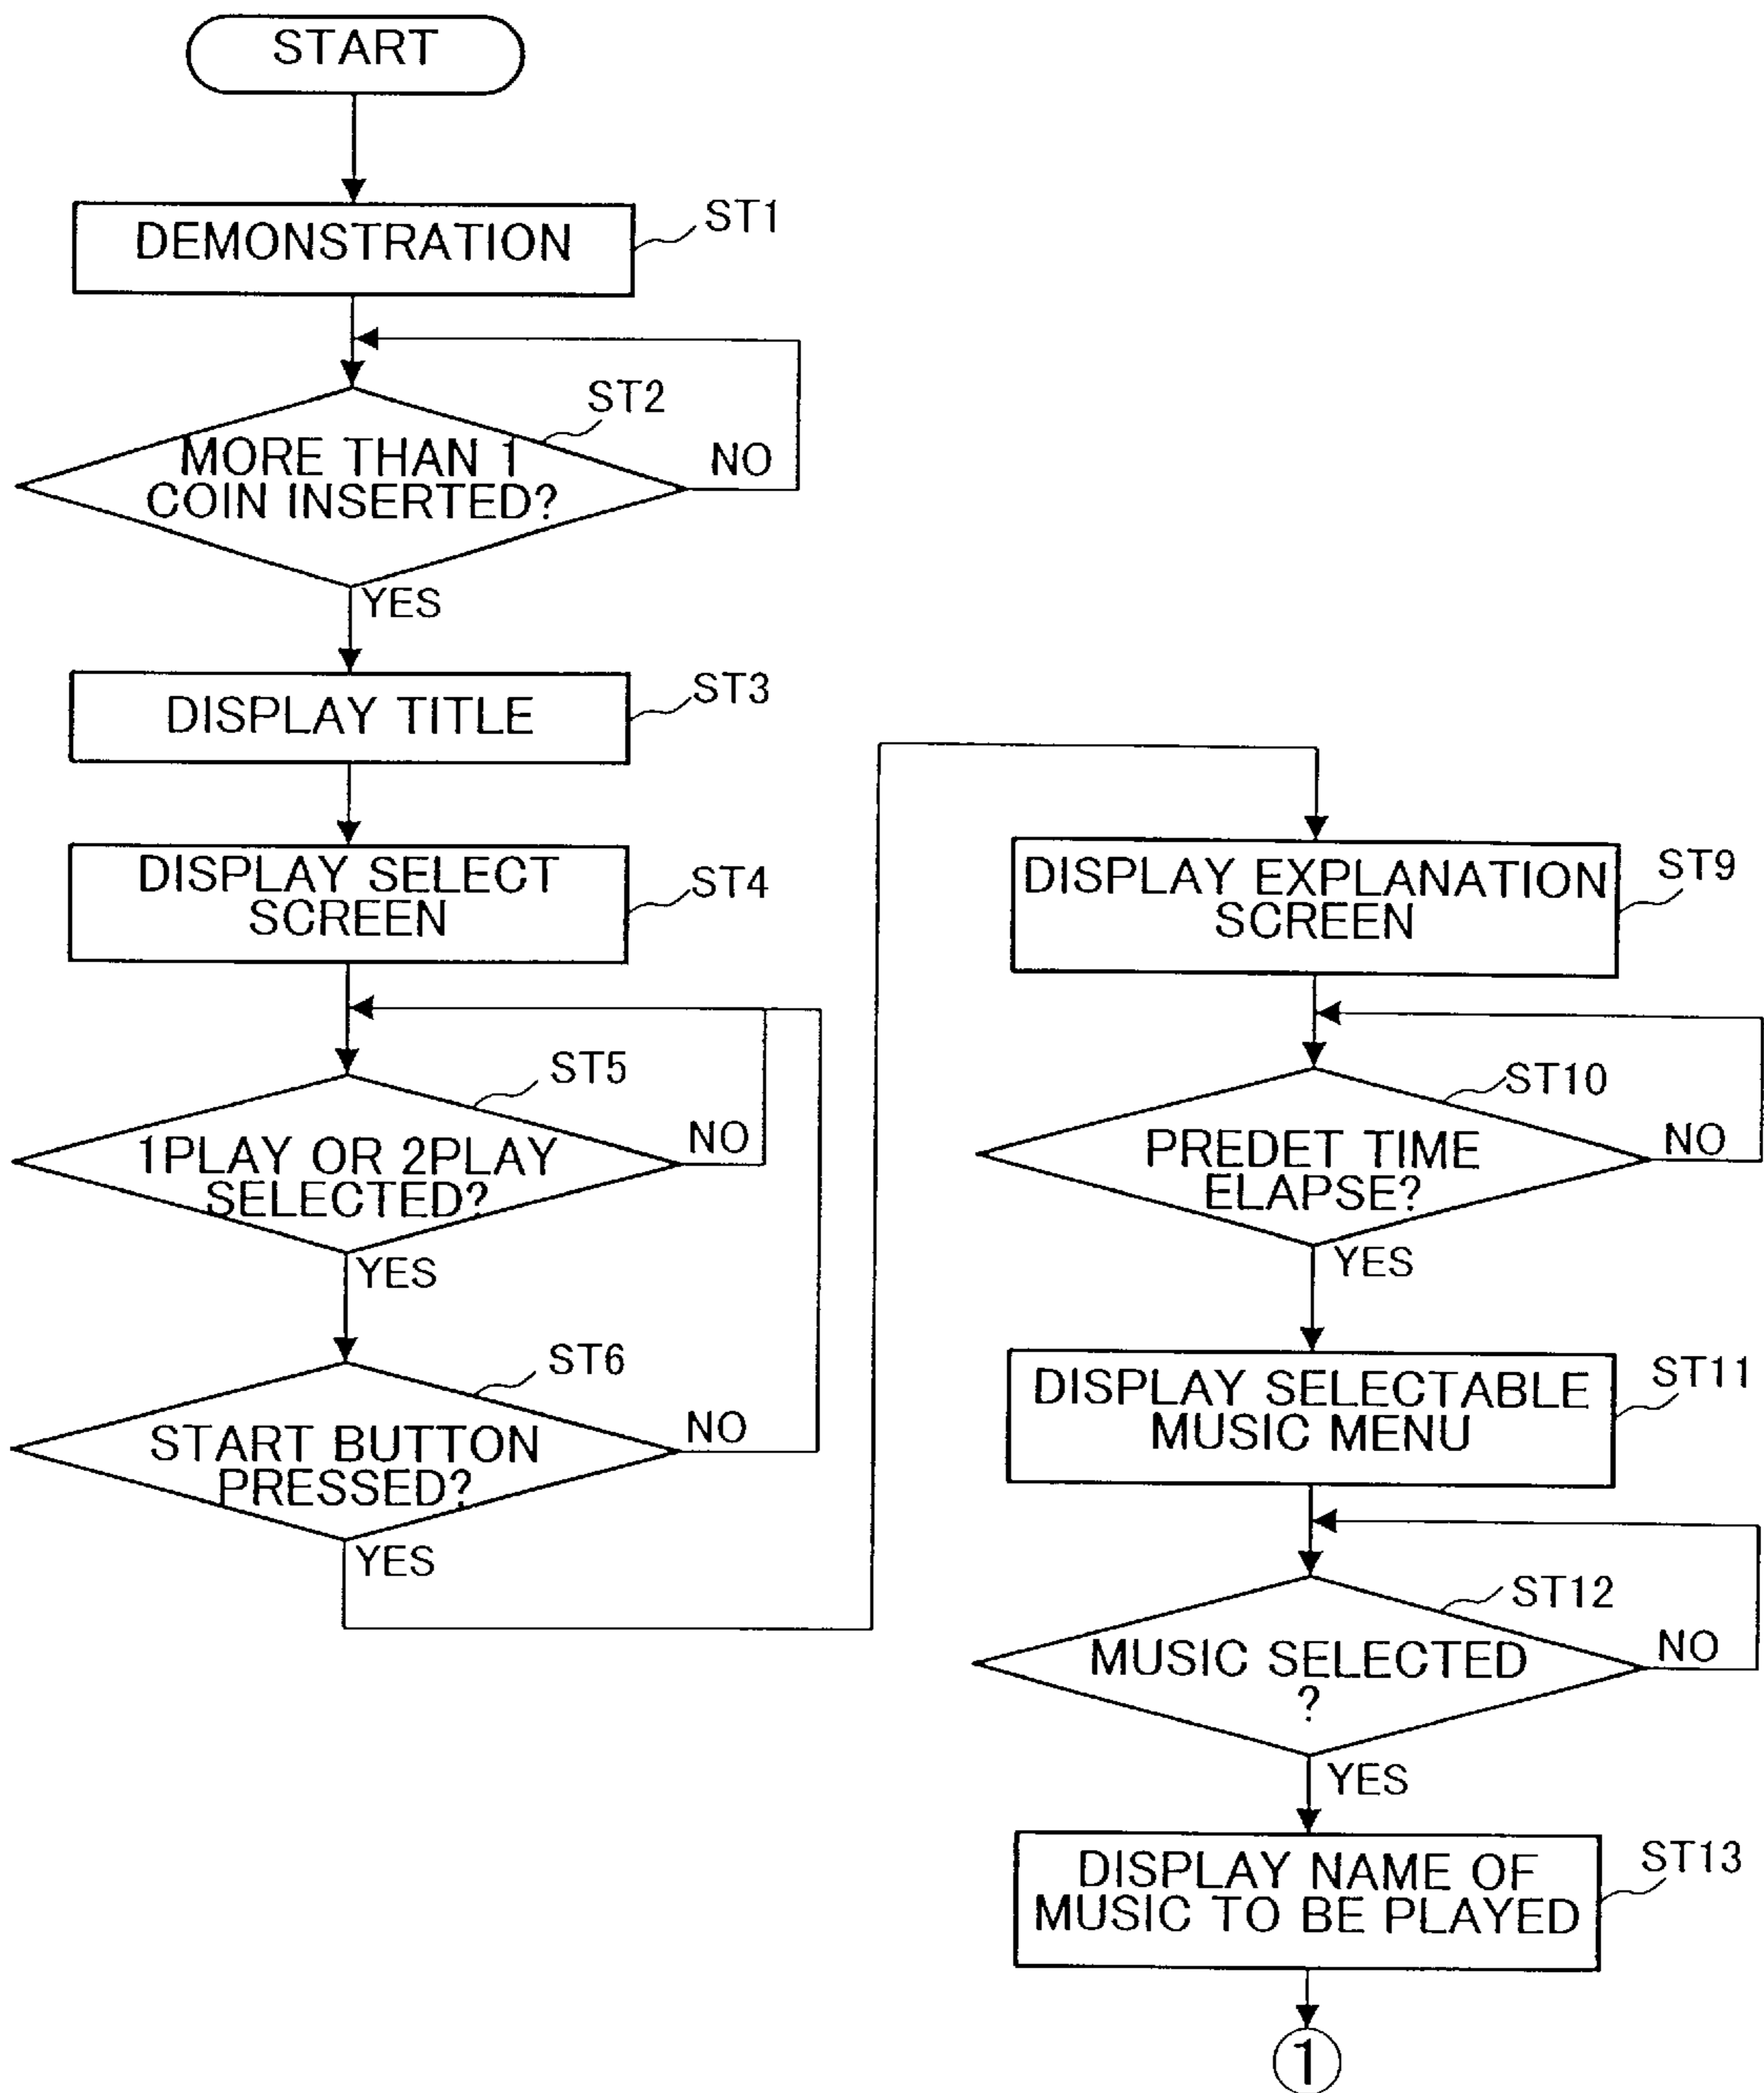 START
DEMONSTRATION
ST1
ST2
MORE THAN 1
COIN INSERTED?
NO
YES
DISPLAY TITLE
ST3
DISPLAY SELECT
SCREEN
ST4
ST5
1PLAY OR 2PLAY
SELECTED?
NO
YES
ST6
START BUTTON
PRESSED?
NO
YES
DISPLAY EXPLANATION
SCREEN
ST9
ST10
PREDET TIME
ELAPSE?
NO
YES
DISPLAY SELECTABLE
MUSIC MENU
ST11
ST12
MUSIC SELECTED
?
NO
YES
DISPLAY NAME OF
MUSIC TO BE PLAYED
ST13
1